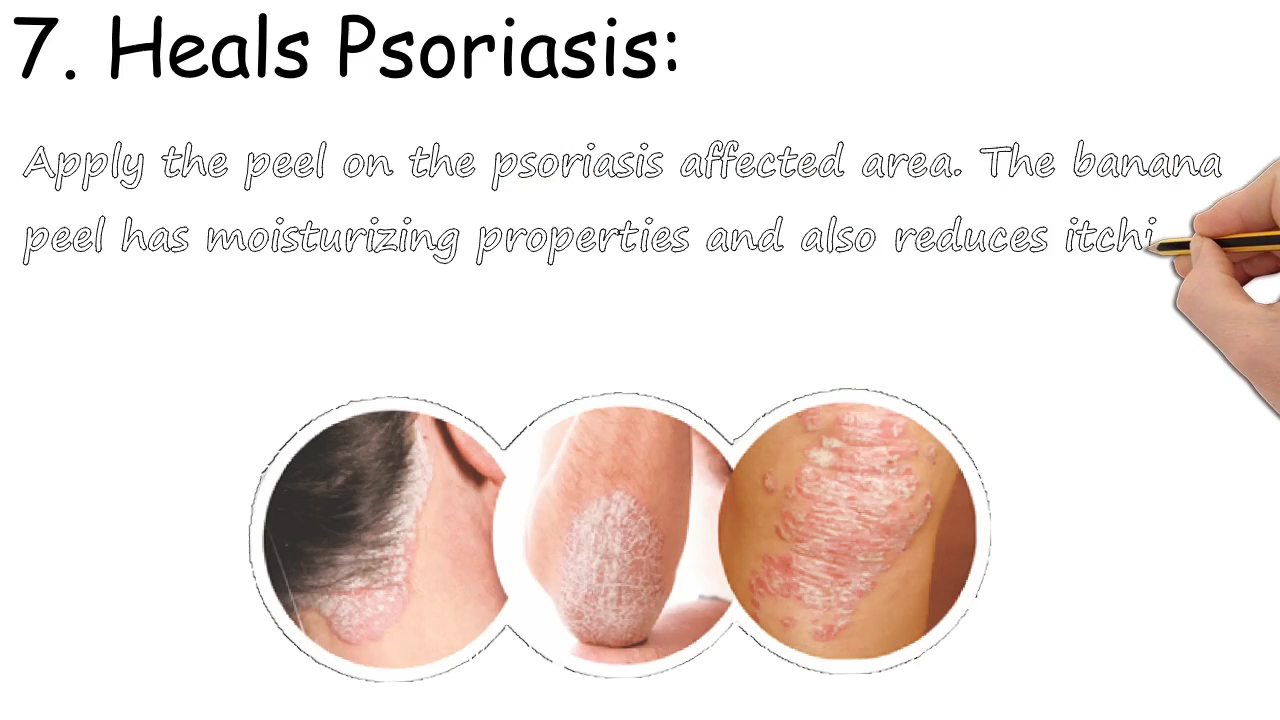 7. Heals Psoriasis:
Apply the peel on the psoriasis affected area. The banana
peel has moisturizing properties and also reduces itchi